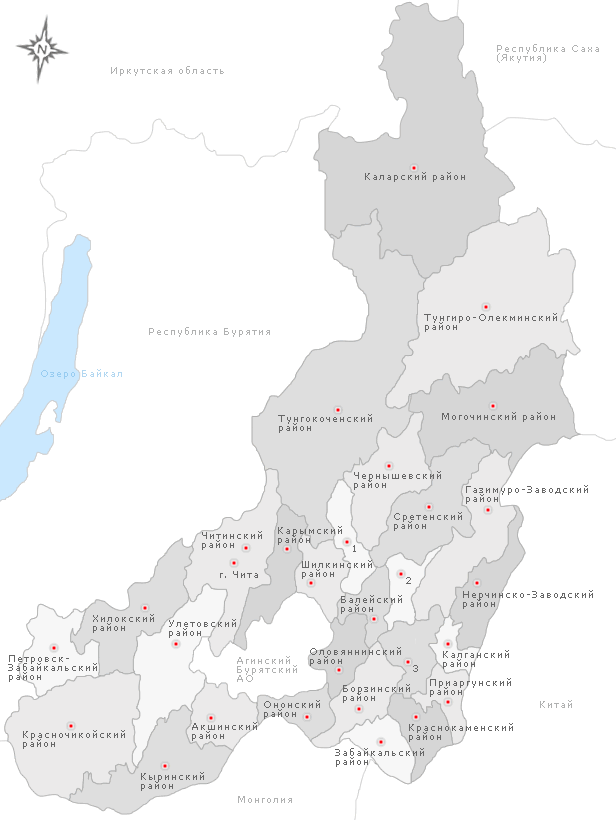 N
Республика Саха
(Якутия)
Иркутская область
Каларский район
Тунгиро-Олекминский
район
Республика Бурятия
Озеро Байкал
Тунгокоченский
район
Могочинский район
Чернышевский
район
Газимуро-Заводский
район
Сретенский
район
Читинский
район
Карымский
район
1
г. Чита
Шилкинский
район
2
Нерчинско-Заводский
район
Балейский
район
Хилокский
район
Улетовский
район
Оловяннинский
район
Калганский
район
3
Петровск-
Забайкальский
район
Агинский
Бурятский
АО
Приаргунский
район
Борзинский
район
Ононский
район
Китай
Акшинский
район
Краснокаменский
район
Красночикойский
район
Забайкальский
район
Кыринский
район
Монголия